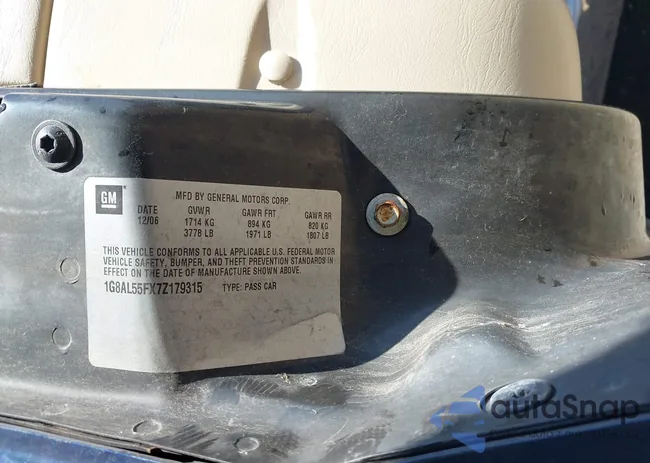 GM
MFD BY GENERAL MOTORS CORP.
DATE GVWR GAWR FRT GAWR RR
12/06 1714 KG 894 KG 820 KG
3778 LB 1971 LB 1807 LB
THIS VEHICLE CONFORMS TO ALL APPLICABLE U.S. FEDERAL MOTOR
VEHICLE SAFETY, BUMPER, AND THEFT PREVENTION STANDARDS IN
EFFECT ON THE DATE OF MANUFACTURE SHOWN ABOVE.
1G8AL55FX7Z179315 TYPE: PASS CAR
autoSnap